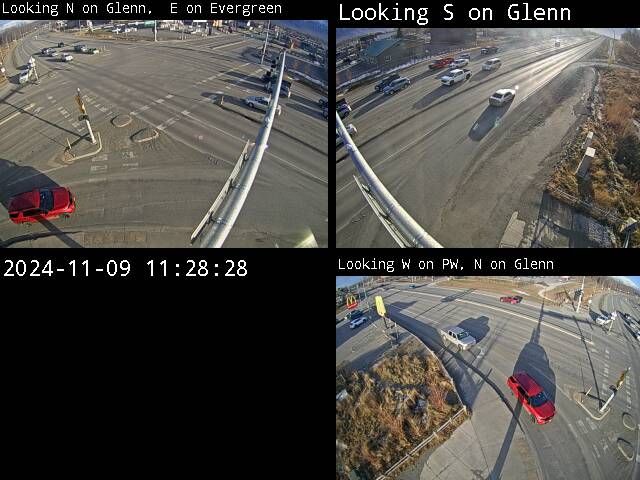 Looking N on Glenn,  E on Evergreen
Looking S on Glenn
2024-11-09 11:28:28
Looking W on PW, N on Glenn